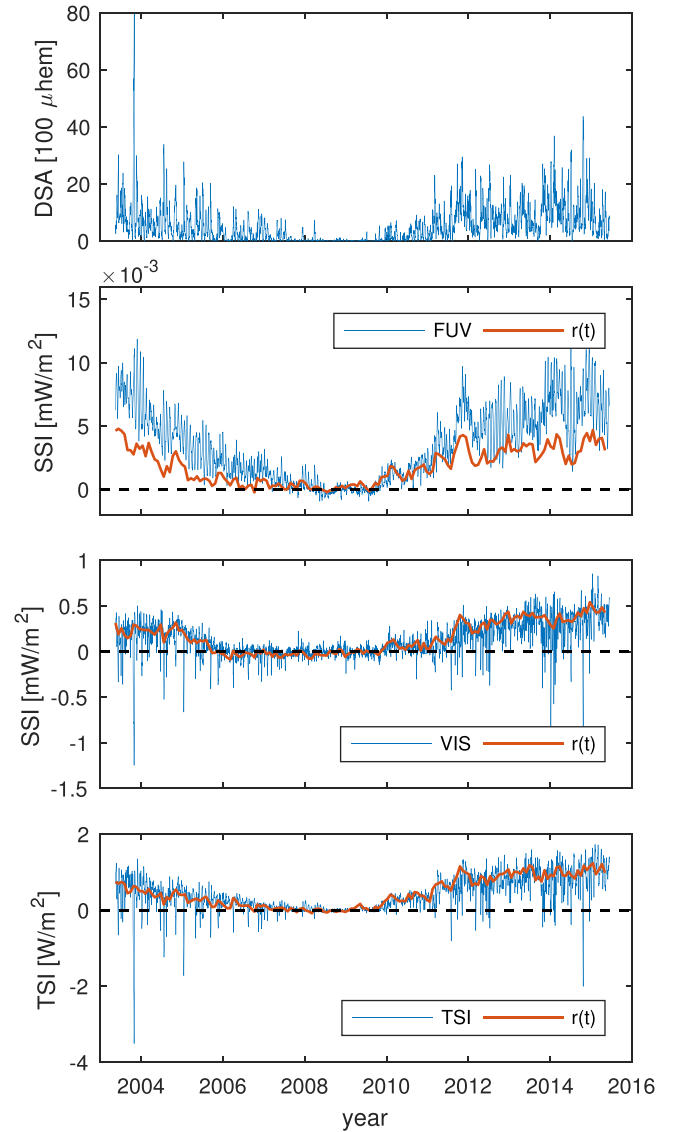 80
60
40
20
0
DSA [100 μhem]
×10-3
15
10
5
0
SSI [mW/m2]
FUV r(t)
1
0.5
0
-0.5
-1
-1.5
SSI [mW/m2]
VIS r(t)
2
0
-2
-4
TSI [W/m2]
TSI r(t)
2004 2006 2008 2010 2012 2014 2016
year